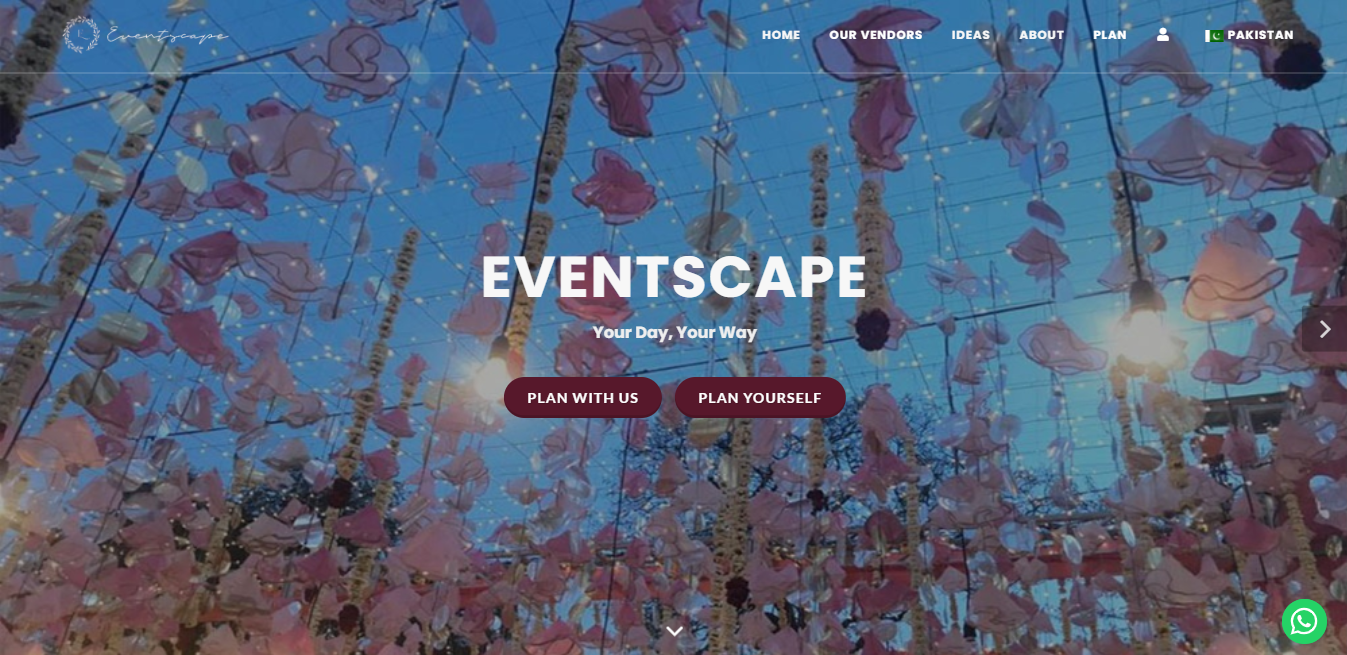 Eventscape
HOME
OUR VENDORS
IDEAS
ABOUT
PLAN
PAKISTAN
EVENTSCAPE
Your Day, Your Way
PLAN WITH US
PLAN YOURSELF